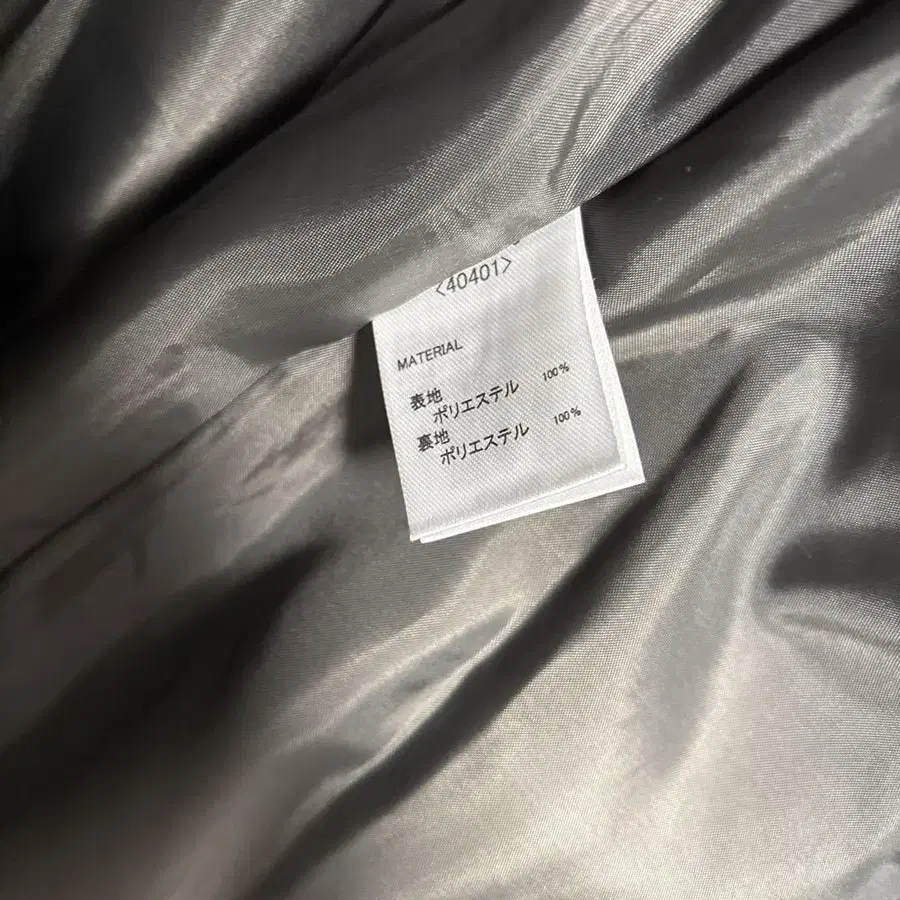 〈40401〉
MATERIAL
表地
ポリエステル 100%
裏地
ポリエステル 100%